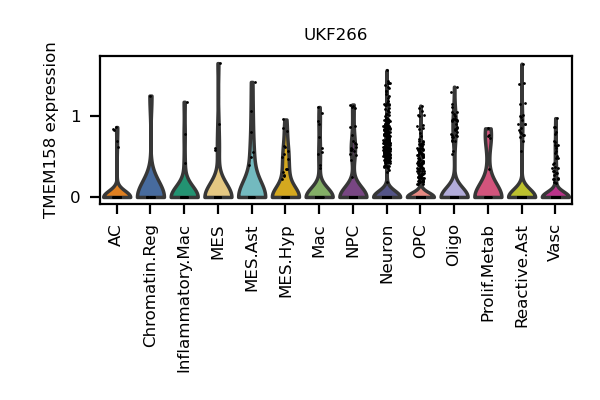 UKF266
TMEM158 expression
1
0
AC
Chromatin.Reg
Inflammatory.Mac
MES
MES.Ast
MES.Hyp
Mac
NPC
Neuron
OPC
Oligo
Prolif.Metab
Reactive.Ast
Vasc